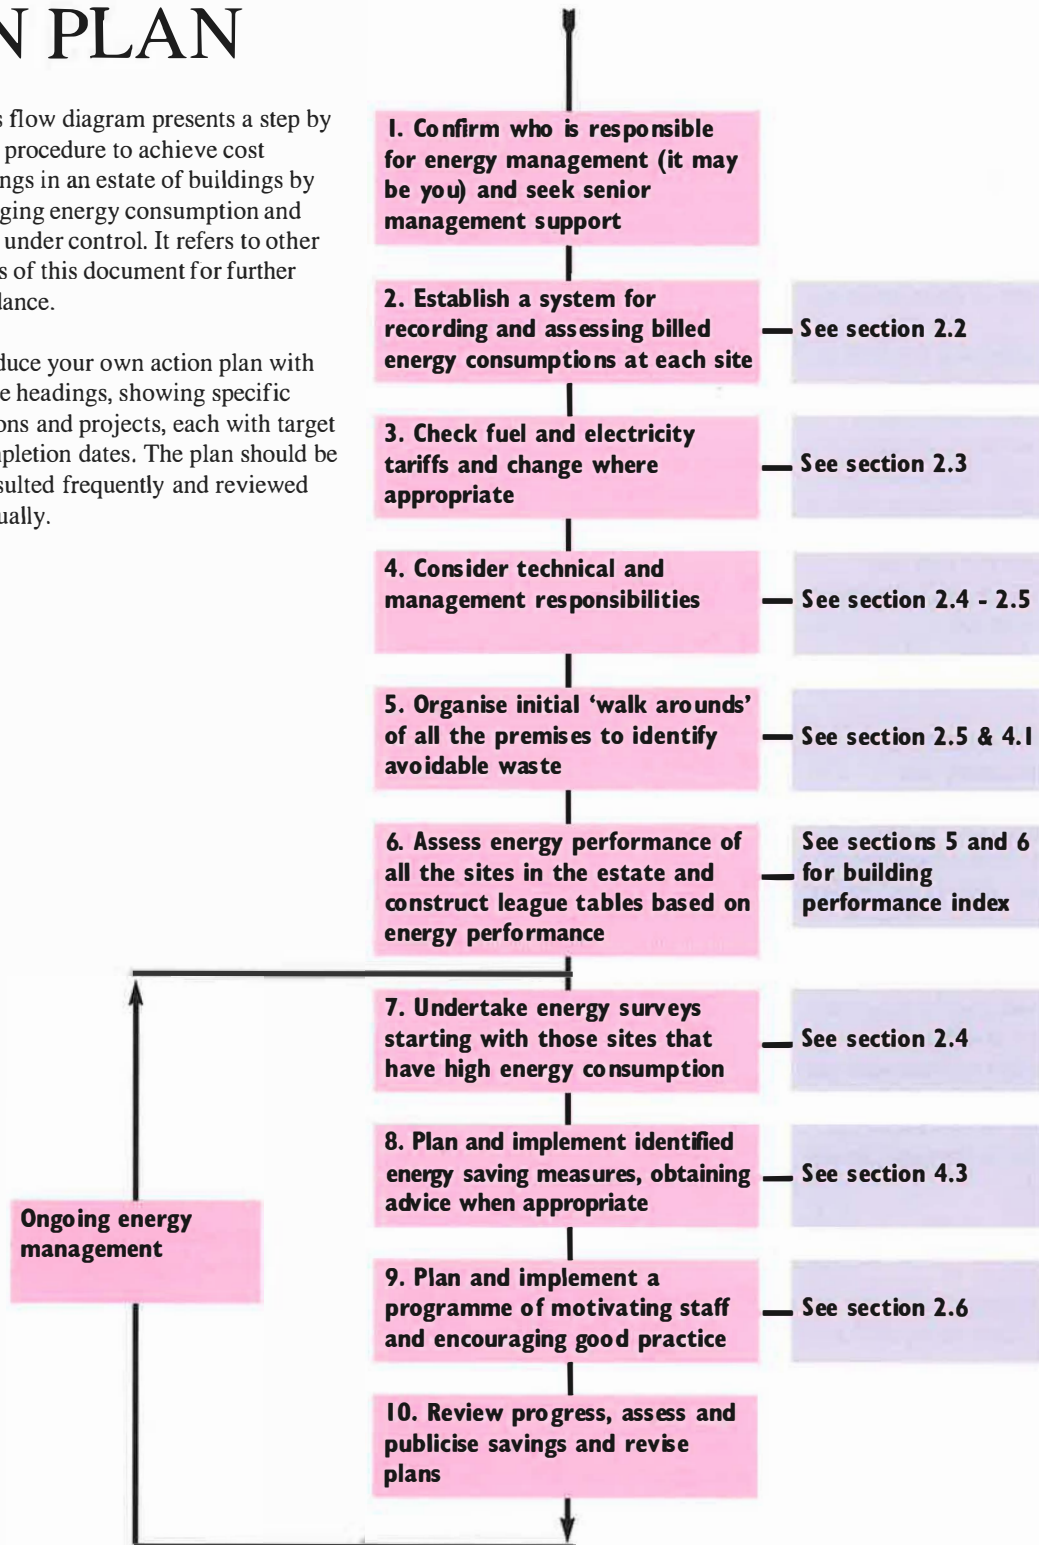 N PLAN
s flow diagram presents a step by
procedure to achieve cost
ings in an estate of buildings by
ging energy consumption and
under control. It refers to other
s of this document for further
dance.
duce your own action plan with
e headings, showing specific
ons and projects, each with target
pletion dates. The plan should be
sulted frequently and reviewed
ually.
1. Confirm who is responsible
for energy management (it may
be you) and seek senior
management support
2. Establish a system for
recording and assessing billed
energy consumptions at each site
See section 2.2
3. Check fuel and electricity
tariffs and change where
appropriate
See section 2.3
4. Consider technical and
management responsibilities
See section 2.4 - 2.5
5. Organise initial ‘walk arounds’
of all the premises to identify
avoidable waste
See section 2.5 & 4.1
6. Assess energy performance of
all the sites in the estate and
construct league tables based on
energy performance
See sections 5 and 6
for building
performance index
7. Undertake energy surveys
starting with those sites that
have high energy consumption
See section 2.4
8. Plan and implement identified
energy saving measures, obtaining
advice when appropriate
See section 4.3
Ongoing energy
management
9. Plan and implement a
programme of motivating staff
and encouraging good practice
See section 2.6
10. Review progress, assess and
publicise savings and revise
plans